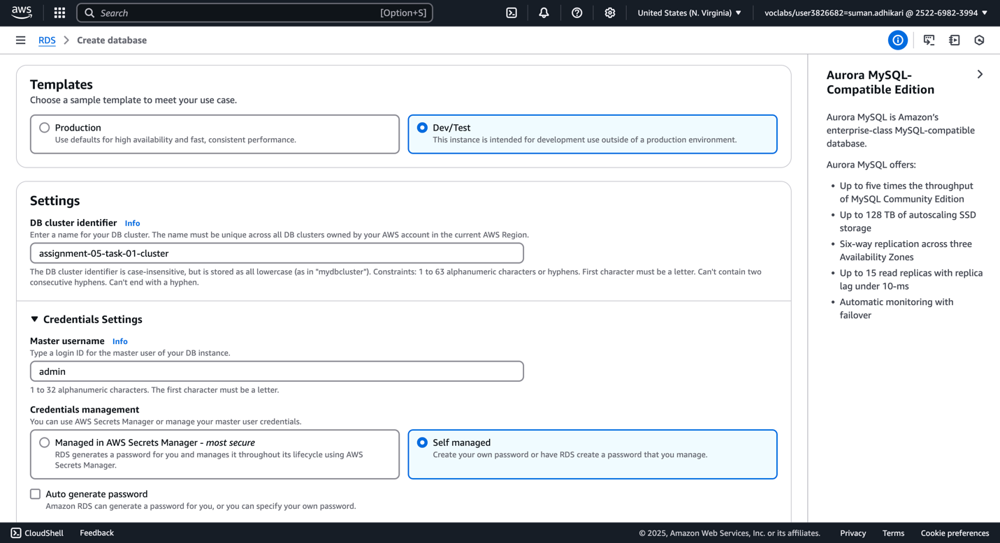 aws
Search
[Option+S]
United States (N. Virginia)
voclabs/user3826682=suman.adhikari @ 2522-6982-3994
RDS
Create database
Templates
Choose a sample template to meet your use case.
Production
Use defaults for high availability and fast, consistent performance.
Dev/Test
This instance is intended for development use outside of a production environment.
Settings
DB cluster identifier Info
Enter a name for your DB cluster. The name must be unique across all DB clusters owned by your AWS account in the current AWS Region.
assignment-05-task-01-cluster
The DB cluster identifier is case-insensitive, but is stored as all lowercase (as in "mydbcluster"). Constraints: 1 to 63 alphanumeric characters or hyphens. First character must be a letter. Can't contain two
consecutive hyphens. Can't end with a hyphen.
Credentials Settings
Master username Info
Type a login ID for the master user of your DB instance.
admin
1 to 32 alphanumeric characters. The first character must be a letter.
Credentials management
You can use AWS Secrets Manager or manage your master user credentials.
Managed in AWS Secrets Manager - most secure
RDS generates a password for you and manages it throughout its lifecycle using AWS
Secrets Manager.
Self managed
Create your own password or have RDS create a password that you manage.
Auto generate password
Amazon RDS can generate a password for you, or you can specify your own password.
Aurora MySQL-
Compatible Edition
Aurora MySQL is Amazon's
enterprise-class MySQL-compatible
database.
Aurora MySQL offers:
• Up to five times the throughput
of MySQL Community Edition
• Up to 128 TB of autoscaling SSD
storage
• Six-way replication across three
Availability Zones
• Up to 15 read replicas with replica
lag under 10-ms
• Automatic monitoring with
failover
CloudShell
Feedback
© 2025, Amazon Web Services, Inc. or its affiliates.
Privacy
Terms
Cookie preferences